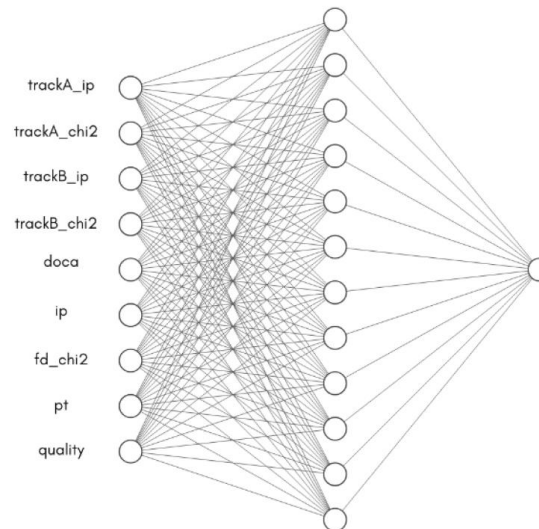 trackA_ip
trackA_chi2
trackB_ip
trackB_chi2
doca
ip
fd_chi2
pt
quality